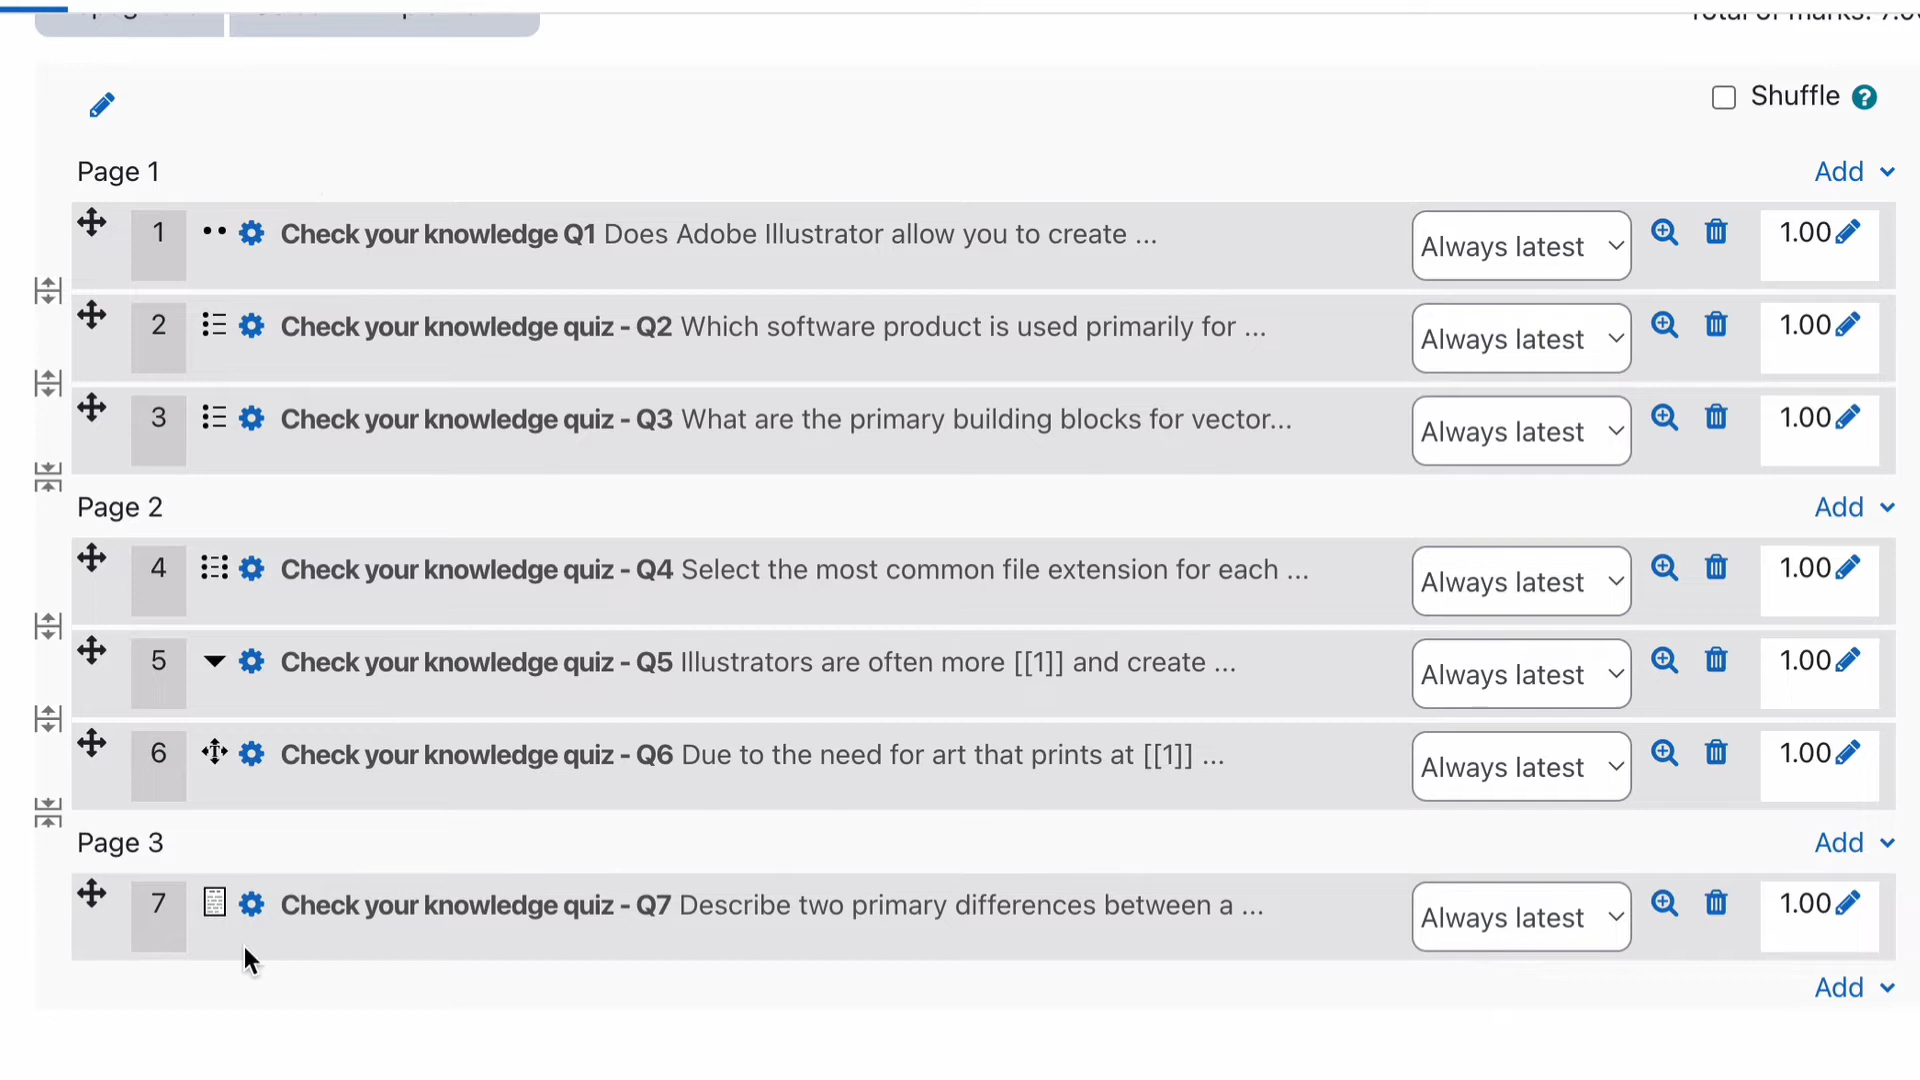 Total of marks: 7.00
Shuffle
Page 1
Add
1 Check your knowledge Q1 Does Adobe Illustrator allow you to create ... Always latest 1.00
2 Check your knowledge quiz - Q2 Which software product is used primarily for ... Always latest 1.00
3 Check your knowledge quiz - Q3 What are the primary building blocks for vector... Always latest 1.00
Page 2
Add
4 Check your knowledge quiz - Q4 Select the most common file extension for each ... Always latest 1.00
5 Check your knowledge quiz - Q5 Illustrators are often more [[1]] and create ... Always latest 1.00
6 Check your knowledge quiz - Q6 Due to the need for art that prints at [[1]] ... Always latest 1.00
Page 3
Add
7 Check your knowledge quiz - Q7 Describe two primary differences between a ... Always latest 1.00
Add